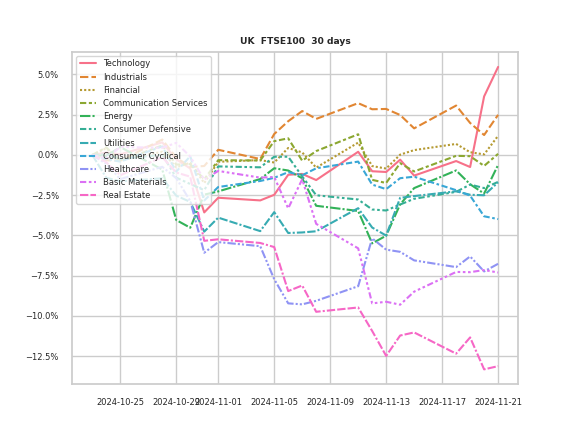 UK  FTSE100  30 days
5.0%
2.5%
0.0%
−2.5%
−5.0%
−7.5%
−10.0%
−12.5%
Technology
Industrials
Financial
Communication Services
Energy
Consumer Defensive
Utilities
Consumer Cyclical
Healthcare
Basic Materials
Real Estate
2024-10-25 2024-10-29 2024-11-01 2024-11-05 2024-11-09 2024-11-13 2024-11-17 2024-11-21